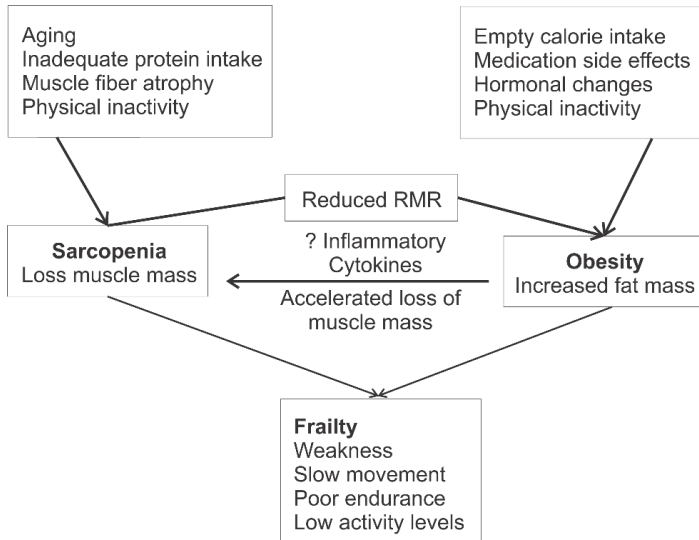 Aging
Inadequate protein intake
Muscle fiber atrophy
Physical inactivity
Empty calorie intake
Medication side effects
Hormonal changes
Physical inactivity
Reduced RMR
Sarcopenia
Loss muscle mass
? Inflammatory
Cytokines
Accelerated loss of
muscle mass
Obesity
Increased fat mass
Frailty
Weakness
Slow movement
Poor endurance
Low activity levels